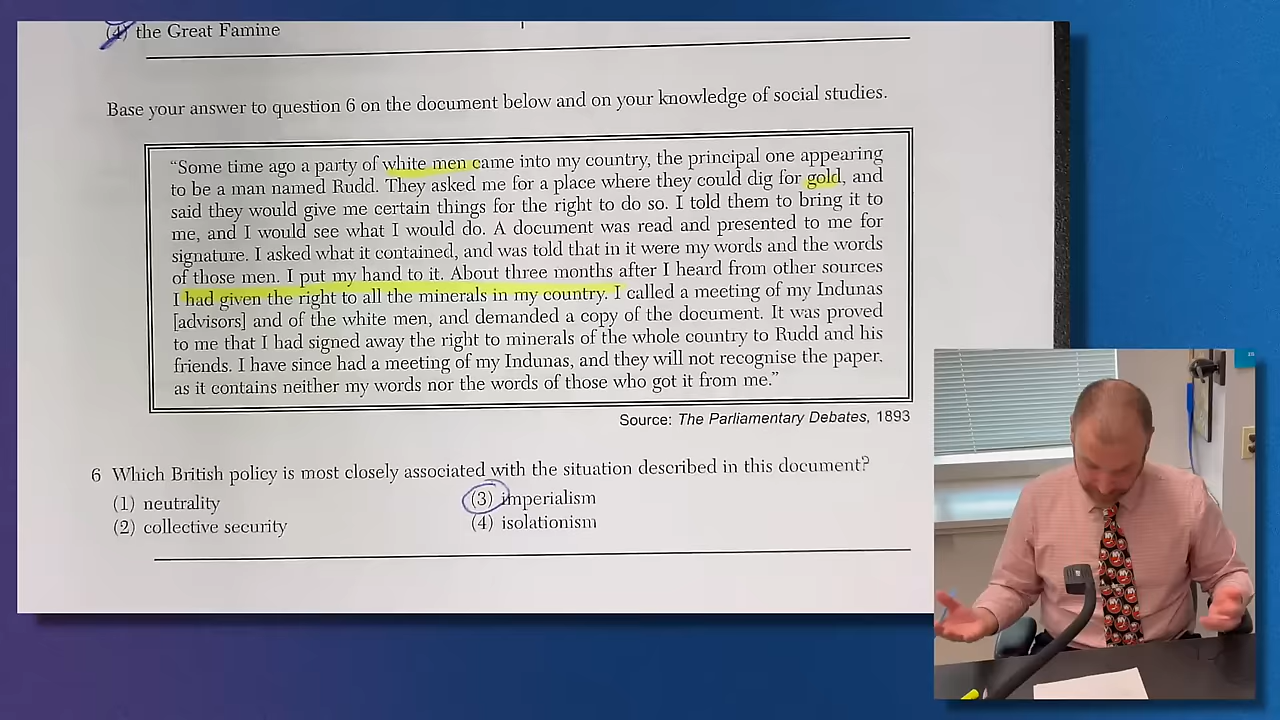 (4) the Great Famine
Base your answer to question 6 on the document below and on your knowledge of social studies.
“Some time ago a party of white men came into my country, the principal one appearing
to be a man named Rudd. They asked me for a place where they could dig for gold, and
said they would give me certain things for the right to do so. I told them to bring it to
me, and I would see what I would do. A document was read and presented to me for
signature. I asked what it contained, and was told that in it were my words and the words
of those men. I put my hand to it. About three months after I heard from other sources
I had given the right to all the minerals in my country. I called a meeting of my Indunas
[advisors] and of the white men, and demanded a copy of the document. It was proved
to me that I had signed away the right to minerals of the whole country to Rudd and his
friends. I have since had a meeting of my Indunas, and they will not recognise the paper,
as it contains neither my words nor the words of those who got it from me.”
Source: The Parliamentary Debates, 1893
6 Which British policy is most closely associated with the situation described in this document?
(1) neutrality
(2) collective security
(3) imperialism
(4) isolationism